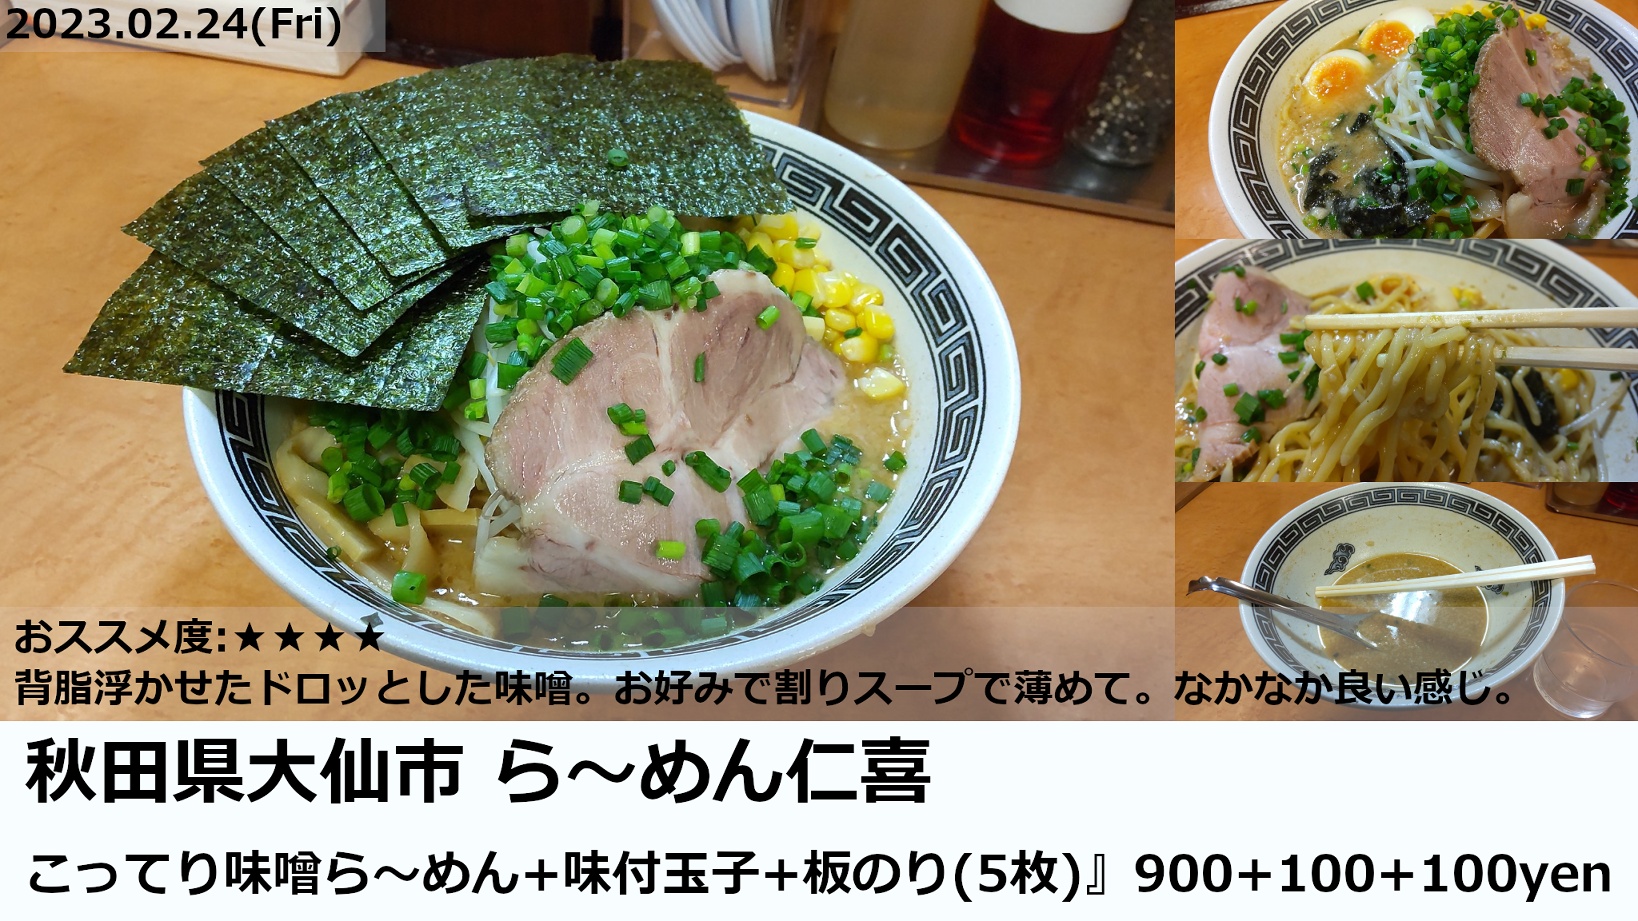 2023.02.24(Fri)
おススメ度:★★★★
背脂浮かせたドロッとした味噌。お好みで割りスープで薄めて。なかなか良い感じ。
秋田県大仙市 ら～めん仁喜
こってり味噌ら～めん+味付玉子+板のり(5枚)』900+100+100yen